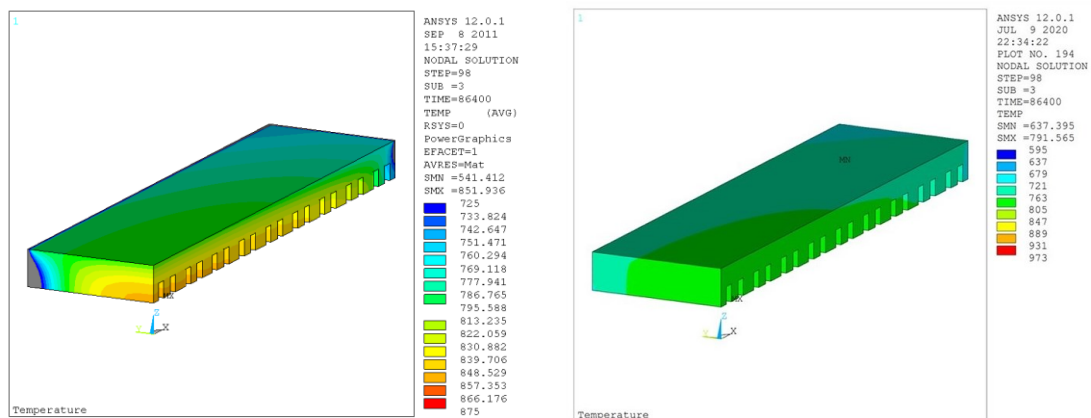 1
ANSYS 12.0.1
SEP 8 2011
15:37:29
NODAL SOLUTION
STEP=98
SUB =3
TIME=86400
TEMP (AVG)
RSYS=0
PowerGraphics
EFACET=1
AVRES=Mat
SMN =541.412
SMX =851.936
725
733.824
742.647
751.471
760.294
769.118
777.941
786.765
795.588
813.235
822.059
830.882
839.706
848.529
857.353
866.176
875
MX
Z
Y X
Temperature
1
ANSYS 12.0.1
JUL 9 2020
22:34:22
PLOT NO. 194
NODAL SOLUTION
STEP=98
SUB =3
TIME=86400
TEMP
SMN =637.395
SMX =791.565
595
637
679
721
763
805
847
889
931
973
MN
MX
Z
Y X
Temperature